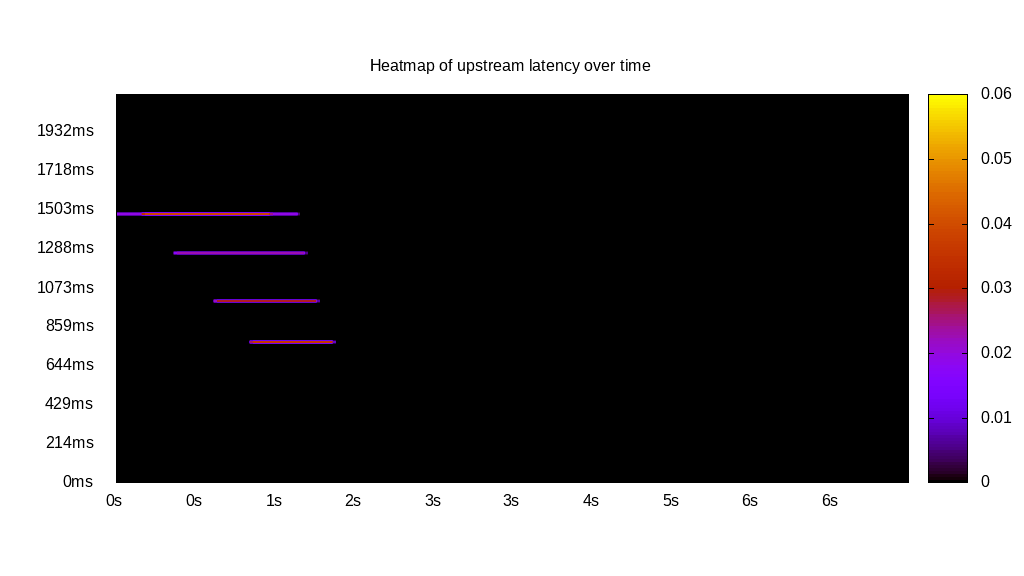 Heatmap of upstream latency over time
1932ms
1718ms
1503ms
1288ms
1073ms
859ms
644ms
429ms
214ms
0ms
0s 0s 1s 2s 3s 3s 4s 5s 6s 6s
0.06
0.05
0.04
0.03
0.02
0.01
0